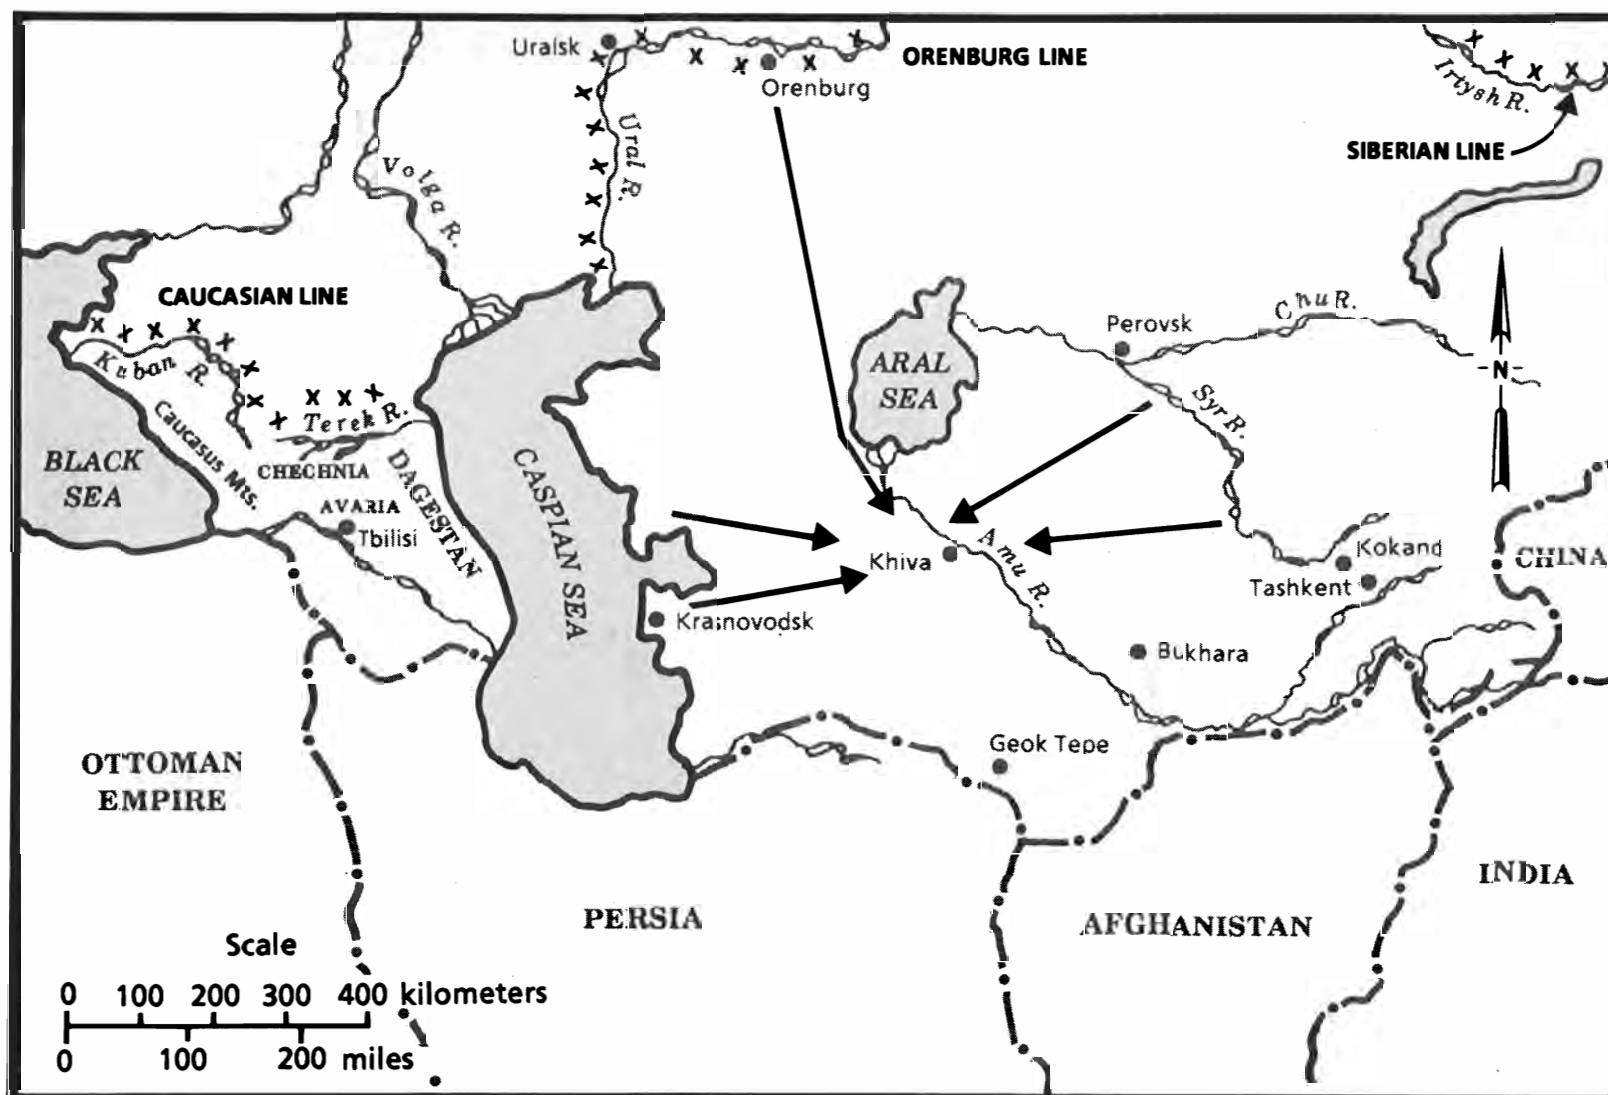 Uralsk
ORENBURG LINE
Orenburg
Irtysh R.
SIBERIAN LINE
Volga R.
Ural R.
CAUCASIAN LINE
Kuban R.
Terek R.
Caucasus Mts.
CHECHNIA
DAGESTAN
AVARIA
Tbilisi
BLACK
SEA
CASPIAN SEA
ARAL
SEA
Perovsk
Chu R.
Syr R.
N
Khiva
Amu R.
Kokand
Tashkent
CHINA
Krasnovodsk
Bukhara
Geok Tepe
OTTOMAN
EMPIRE
PERSIA
AFGHANISTAN
INDIA
Scale
0 100 200 300 400 kilometers
0 100 200 miles